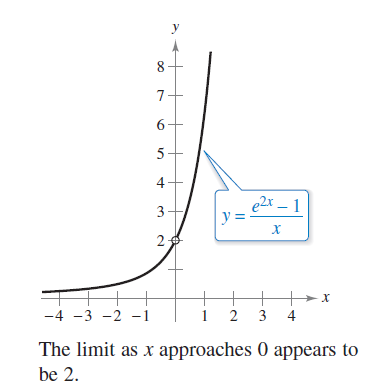 y
8
7
6
5
4
3
2
y = e^{2x} – 1 / x
x
-4 -3 -2 -1 1 2 3 4
The limit as x approaches 0 appears to
be 2.